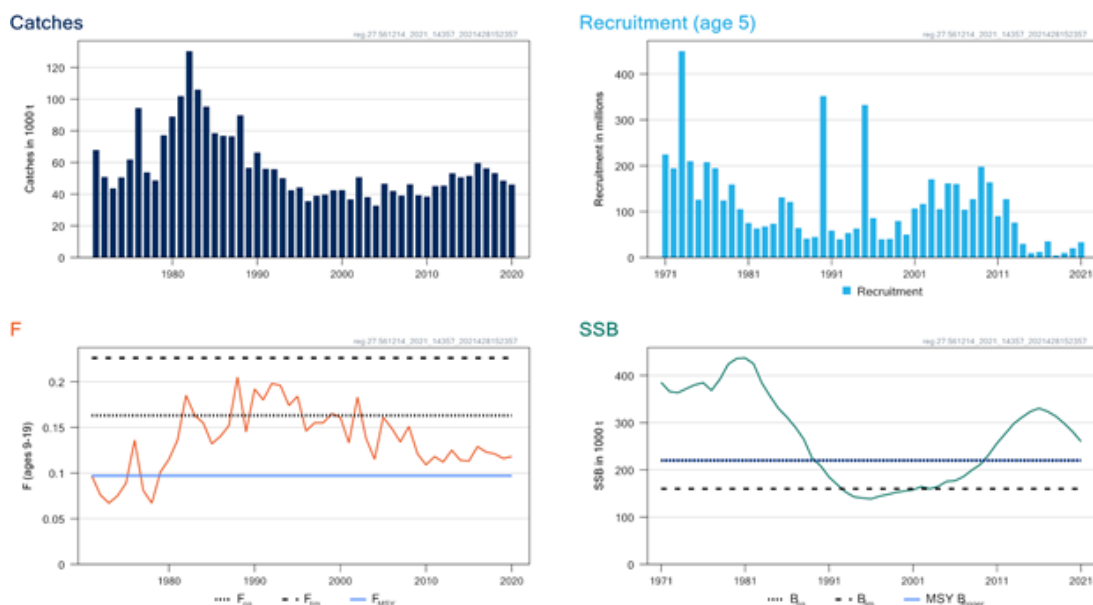 Catches
reg.27.561214_2021_14357_2021428152357
Catches in 1000 t
120
100
80
60
40
20
0
1980
1990
2000
2010
2020
Recruitment (age 5)
reg.27.561214_2021_14357_2021428152357
Recruitment in millions
400
300
200
100
0
1971
1981
1991
2001
2011
2021
Recruitment
F
reg.27.561214_2021_14357_2021428152357
F (ages 9-19)
0.2
0.15
0.1
0.05
0
1980
1990
2000
2010
2020
F
F
F MSY
SSB
reg.27.561214_2021_14357_2021428152357
SSB in 1000 t
400
300
200
100
0
1971
1981
1991
2001
2011
2021
B
B
MSY B